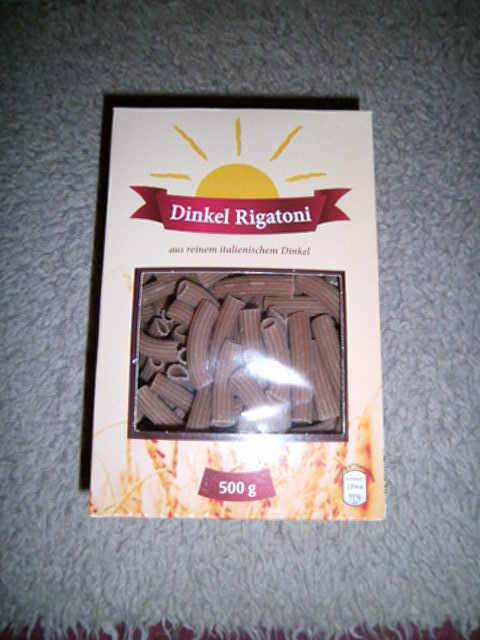 Dinkel Rigatoni
aus reinem italienischem Dinkel
500 g